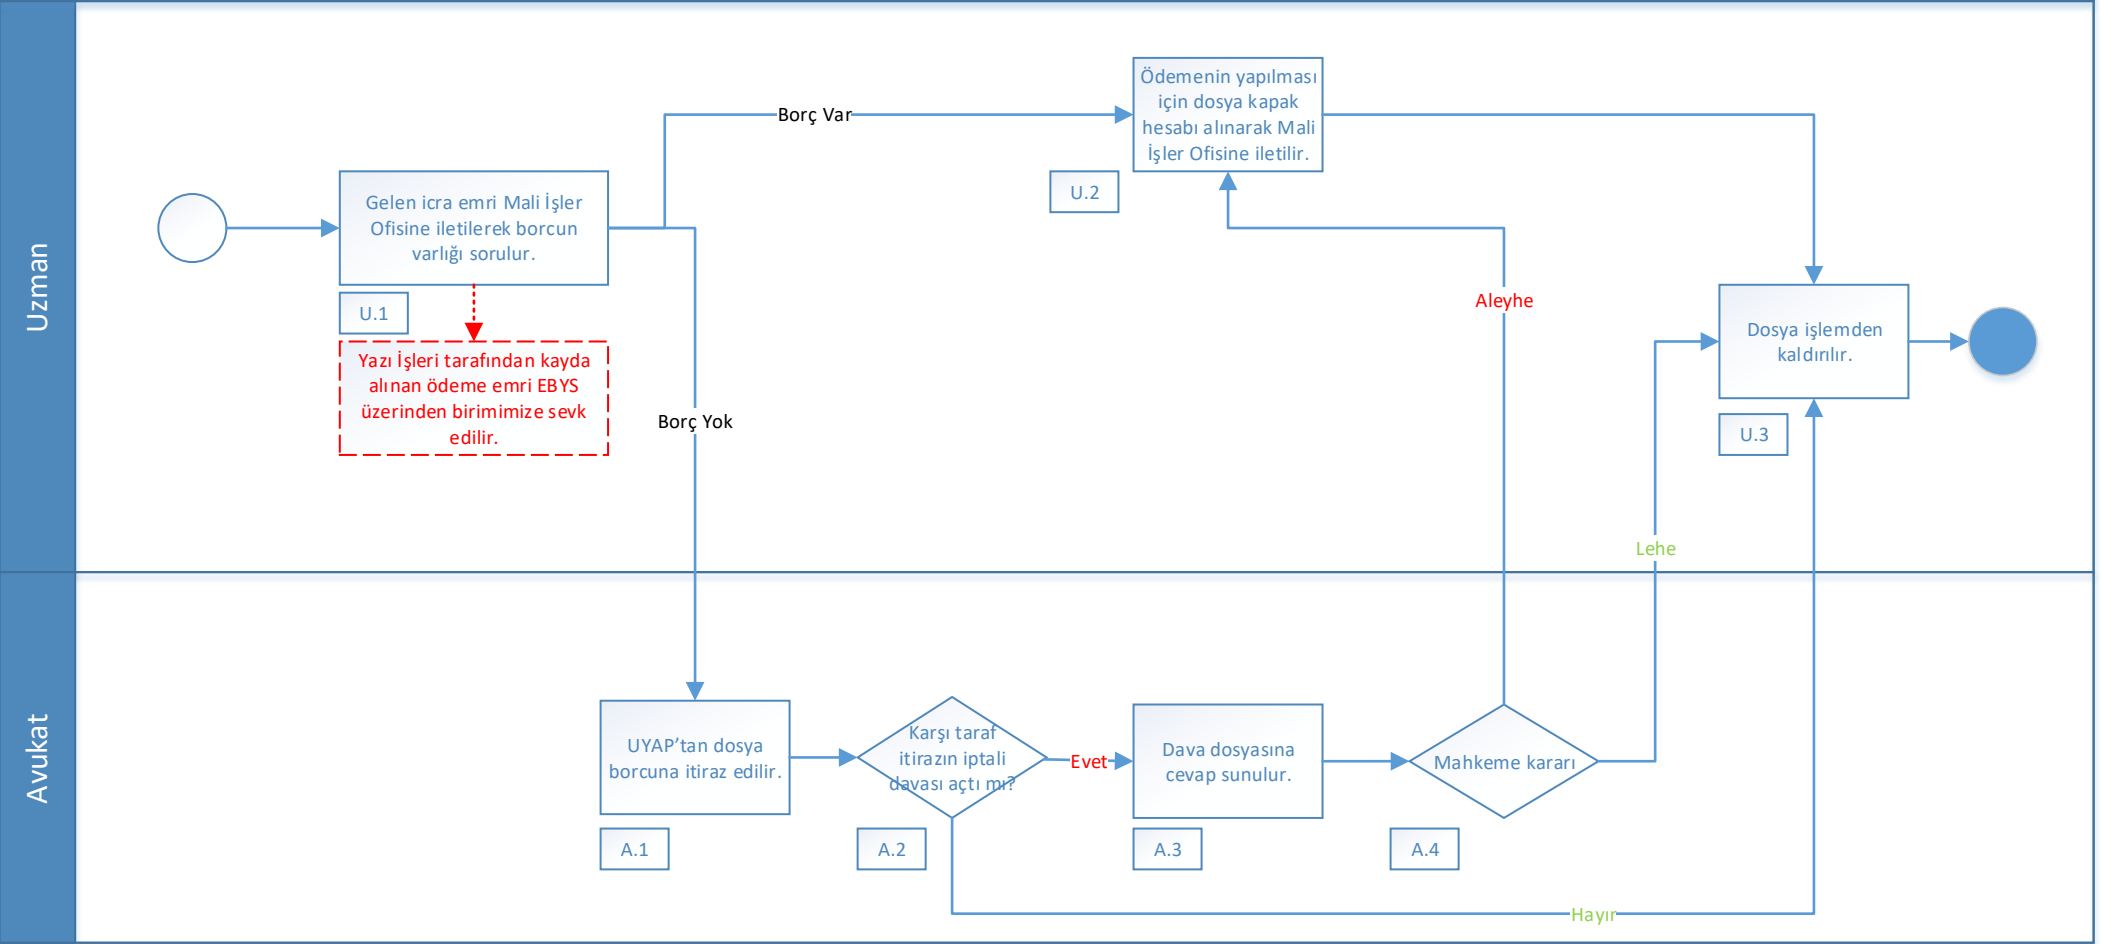 Uzman
Ödemenin yapılması
için dosya kapak
hesabı alınarak Mali
İşler Ofisine iletilir.
Borç Var
U.2
Gelen icra emri Mali İşler
Ofisine iletilerek borcun
varlığı sorulur.
U.1
Yazı İşleri tarafından kayda
alınan ödeme emri EBYS
üzerinden birimimize sevk
edilir.
Aleyhe
Dosya işlemden
kaldırılır.
U.3
Borç Yok
Lehe
Avukat
UYAP’tan dosya
borcuna itiraz edilir.
A.1
Karşı taraf
itirazın iptali
davası açtı mı?
A.2
Evet
Dava dosyasına
cevap sunulur.
A.3
Mahkeme kararı
A.4
Hayır